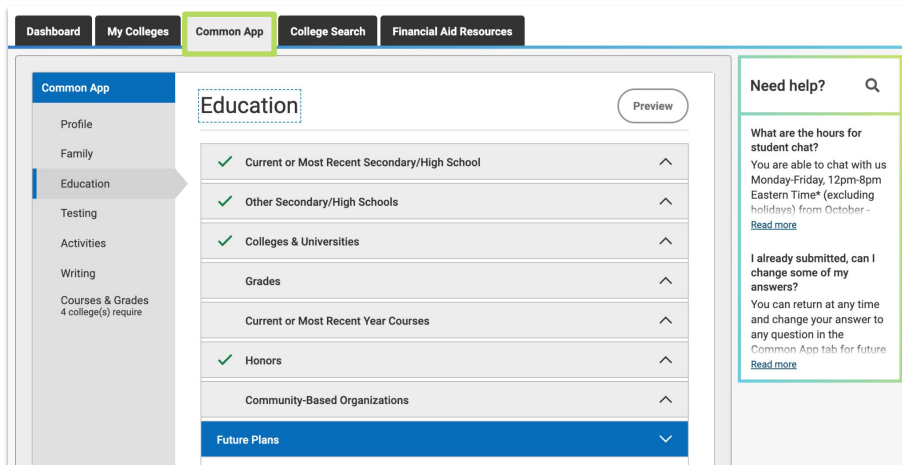 Dashboard
My Colleges
Common App
College Search
Financial Aid Resources
Common App
Profile
Family
Education
Testing
Activities
Writing
Courses & Grades
4 college(s) require
Education
Preview
Current or Most Recent Secondary/High School
Other Secondary/High Schools
Colleges & Universities
Grades
Current or Most Recent Year Courses
Honors
Community-Based Organizations
Future Plans
Need help?
What are the hours for
student chat?
You are able to chat with us
Monday-Friday, 12pm-8pm
Eastern Time* (excluding
holidays) from October -
Read more
I already submitted, can I
change some of my
answers?
You can return at any time
and change your answer to
any question in the
Common App tab for future
Read more